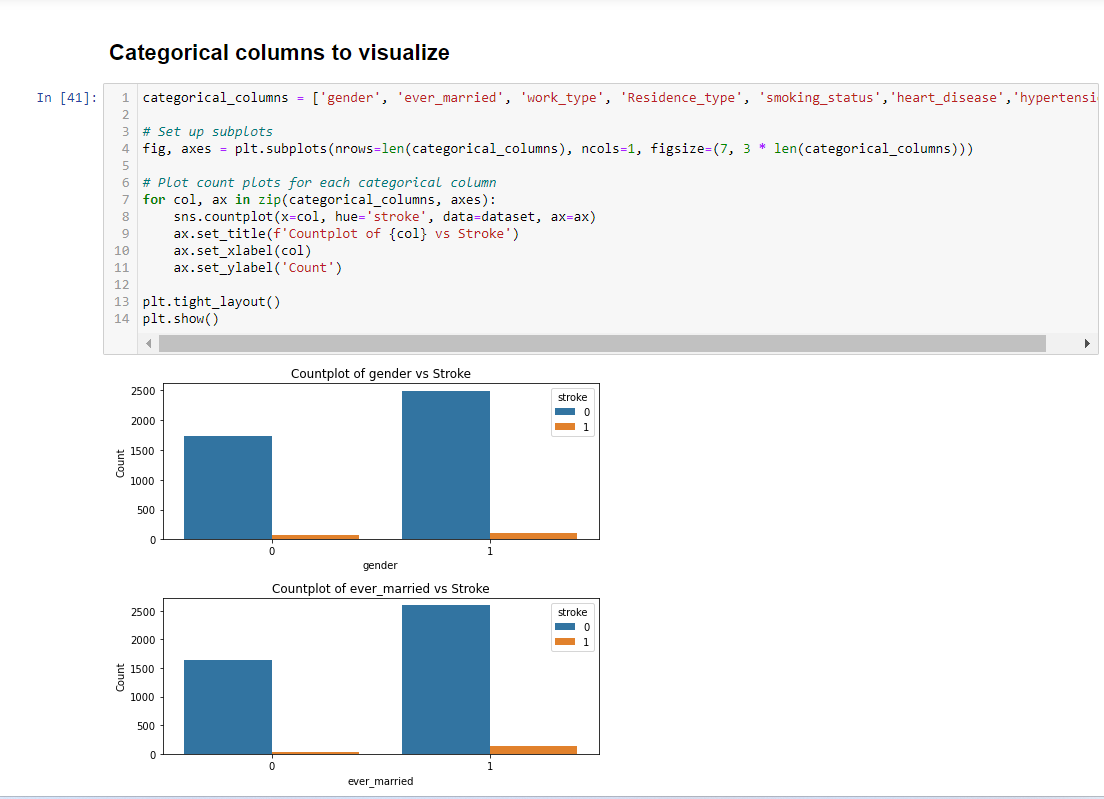 Categorical columns to visualize
In [41]:
1 categorical_columns = ['gender', 'ever_married', 'work_type', 'Residence_type', 'smoking_status','heart_disease','hypertensi
2
3 # Set up subplots
4 fig, axes = plt.subplots(nrows=len(categorical_columns), ncols=1, figsize=(7, 3 * len(categorical_columns)))
5
6 # Plot count plots for each categorical column
7 for col, ax in zip(categorical_columns, axes):
8     sns.countplot(x=col, hue='stroke', data=dataset, ax=ax)
9     ax.set_title(f'Countplot of {col} vs Stroke')
10     ax.set_xlabel(col)
11     ax.set_ylabel('Count')
12
13 plt.tight_layout()
14 plt.show()
Countplot of gender vs Stroke
2500
2000
1500
1000
500
0
Count
stroke
0
1
0 1
gender
Countplot of ever_married vs Stroke
2500
2000
1500
1000
500
0
Count
stroke
0
1
0 1
ever_married